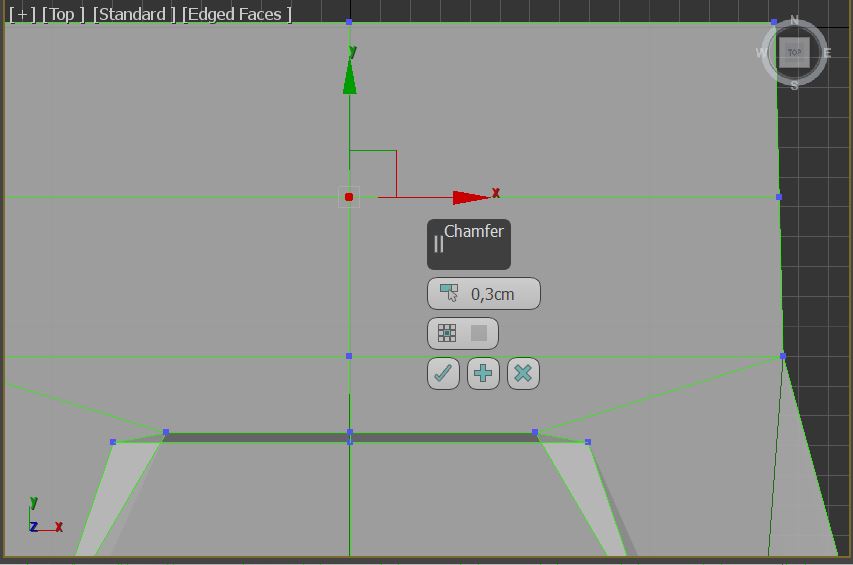 [ + ] [Top ] [Standard ] [Edged Faces ]
N
W TOP E
S
y
x
Chamfer
0,3cm
y
z x